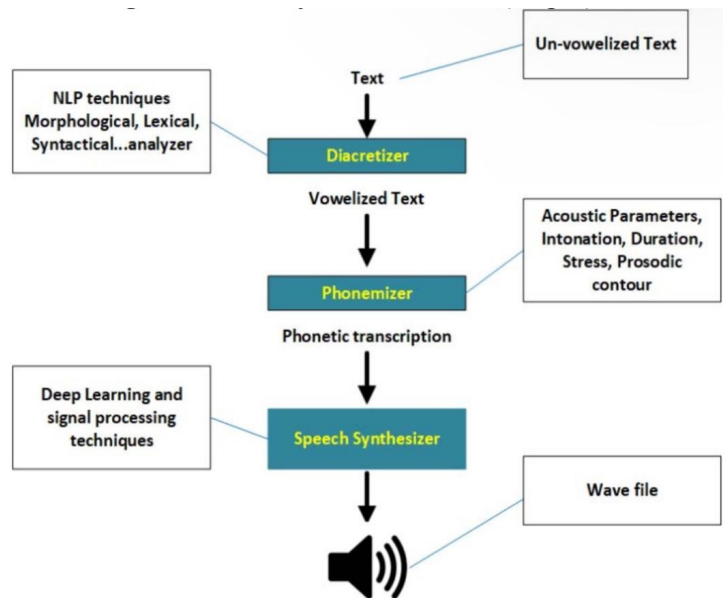 Un-vowelized Text
Text
NLP techniques
Morphological, Lexical,
Syntactical...analyzer
Diacretizer
Vowelized Text
Acoustic Parameters,
Intonation, Duration,
Stress, Prosodic
contour
Phonemizer
Phonetic transcription
Deep Learning and
signal processing
techniques
Speech Synthesizer
Wave file